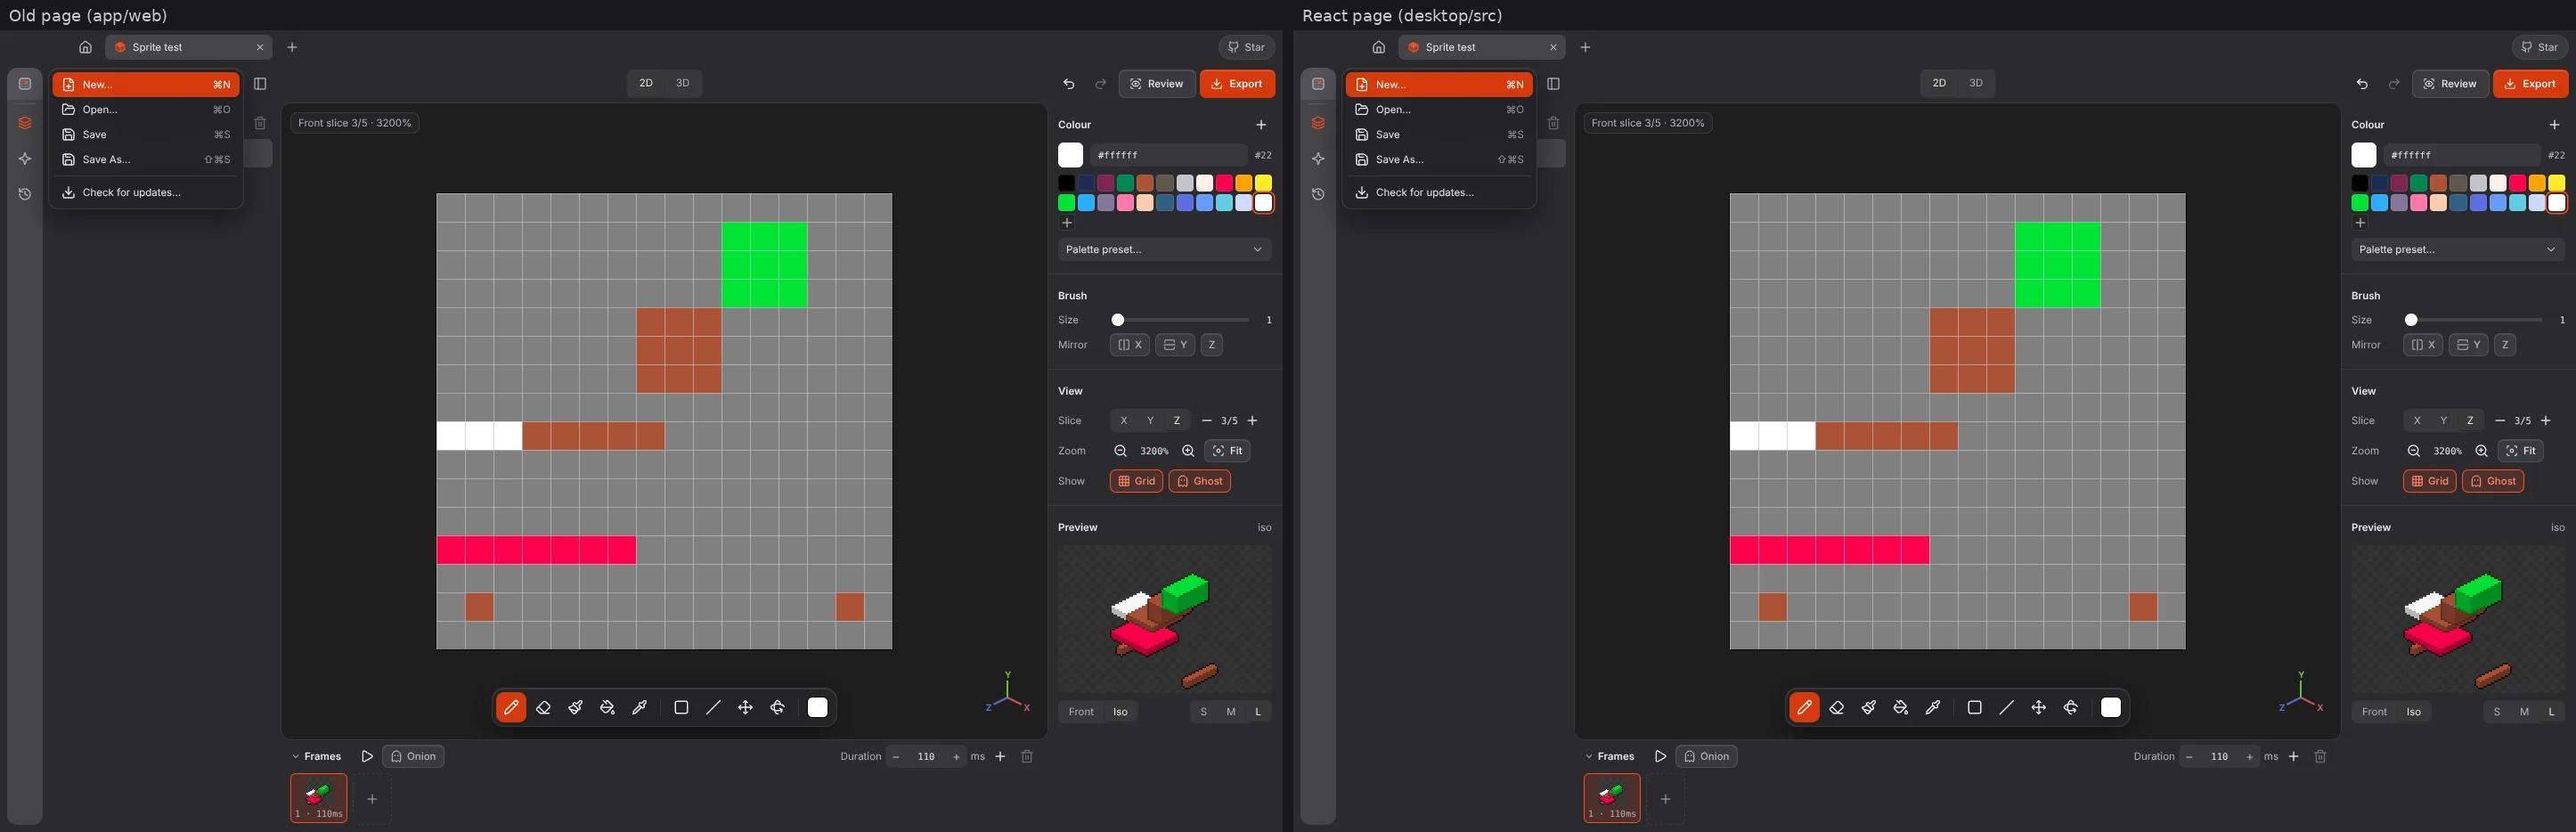 Old page (app/web)
Sprite test
Star
New... ⌘N
Open... ⌘O
Save ⌘S
Save As... ⇧⌘S
Check for updates...
2D 3D
Review
Export
Front slice 3/5 · 3200%
Colour
#ffffff #22
Palette preset...
Brush
Size 1
Mirror X Y Z
View
Slice X Y Z 3/5
Zoom 3200% Fit
Show Grid Ghost
Preview iso
Y
Z X
Front Iso S M L
Frames Onion Duration 110 ms
1 · 110ms
React page (desktop/src)
Sprite test
Star
New... ⌘N
Open... ⌘O
Save ⌘S
Save As... ⇧⌘S
Check for updates...
2D 3D
Review
Export
Front slice 3/5 · 3200%
Colour
#ffffff #22
Palette preset...
Brush
Size 1
Mirror X Y Z
View
Slice X Y Z 3/5
Zoom 3200% Fit
Show Grid Ghost
Preview iso
Y
Z X
Front Iso S M L
Frames Onion Duration 110 ms
1 · 110ms